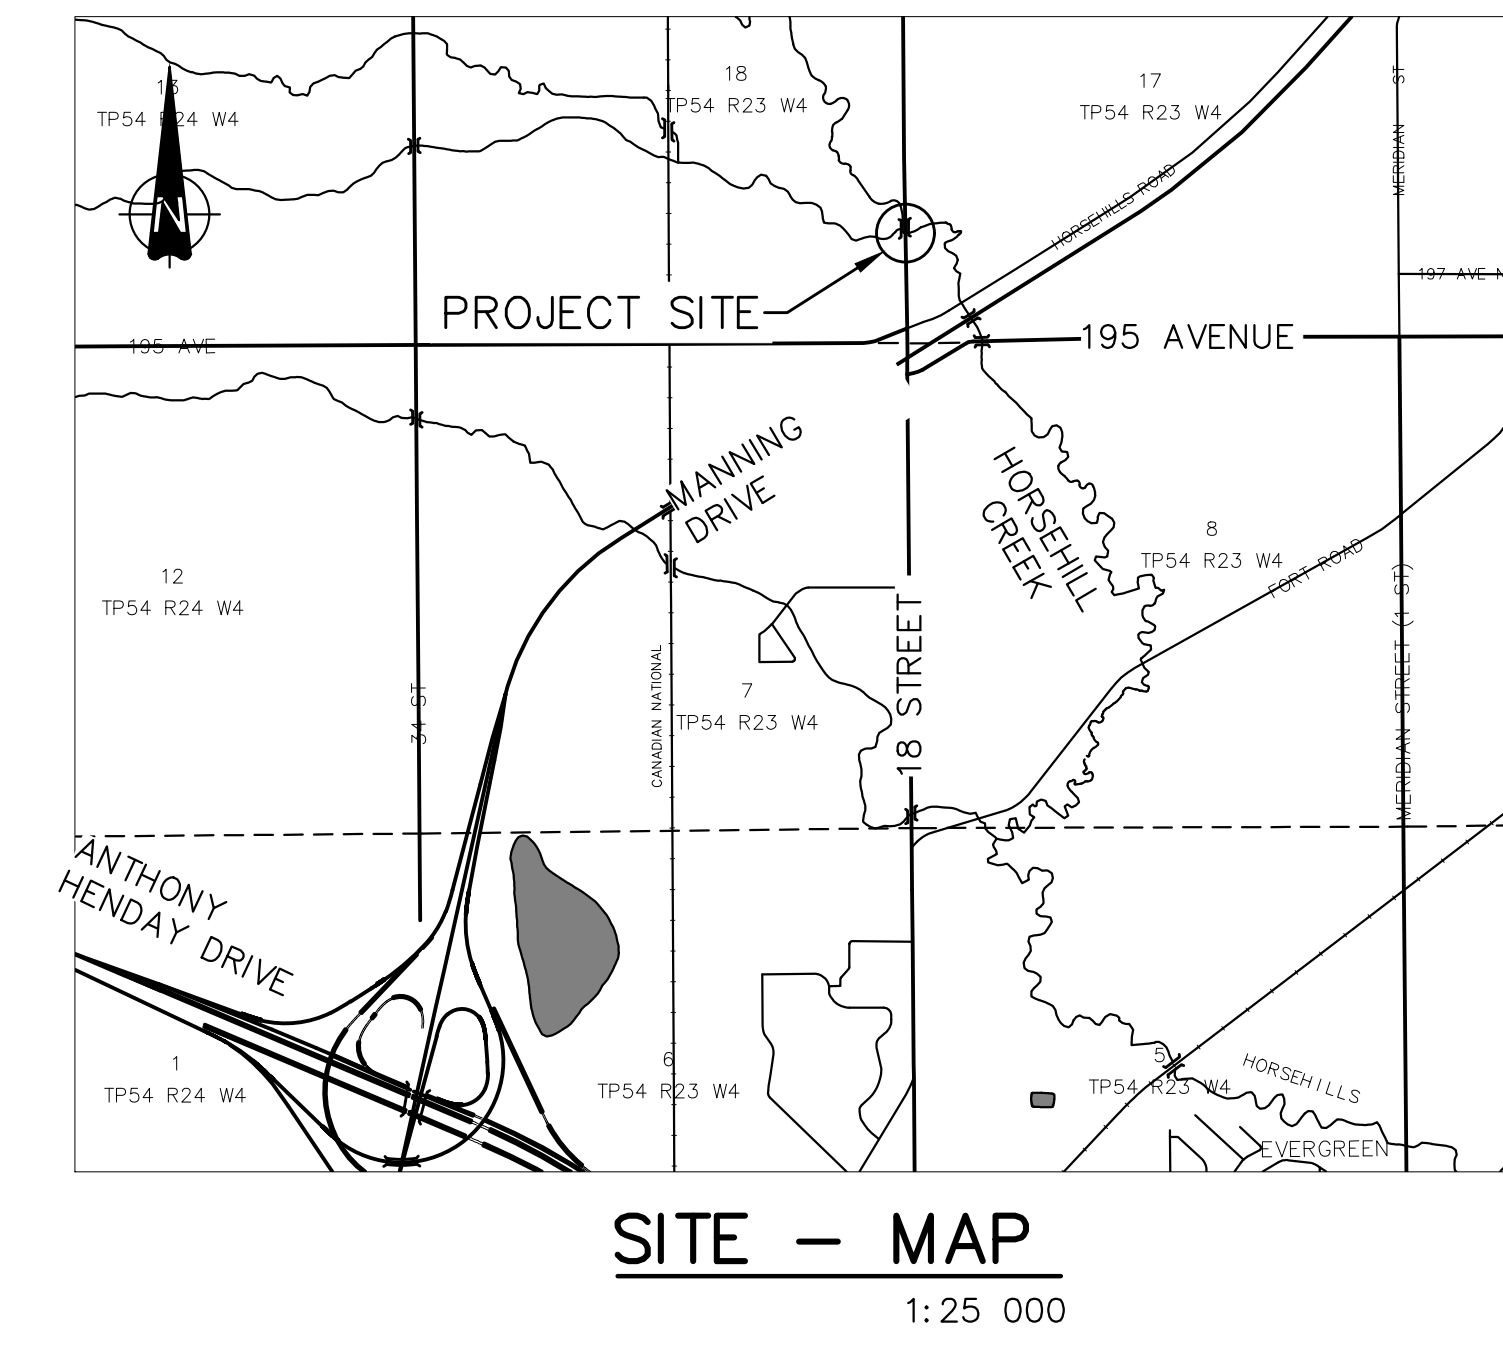 18
TP54 R23 W4
17
TP54 R23 W4
13
TP54 R24 W4
MERIDIAN ST
HORSEHILLS ROAD
N
197 AVE N
PROJECT SITE
195 AVE
195 AVENUE
MANNING
DRIVE
HORSEHILL
CREEK
8
TP54 R23 W4
FORT ROAD
12
TP54 R24 W4
34 ST
CANADIAN NATIONAL
7
TP54 R23 W4
18 STREET
MERIDIAN STREET (1 ST)
ANTHONY
HENDAY DRIVE
1
TP54 R24 W4
6
TP54 R23 W4
5
TP54 R23 W4
HORSEHILLS
EVERGREEN
SITE – MAP
1:25 000